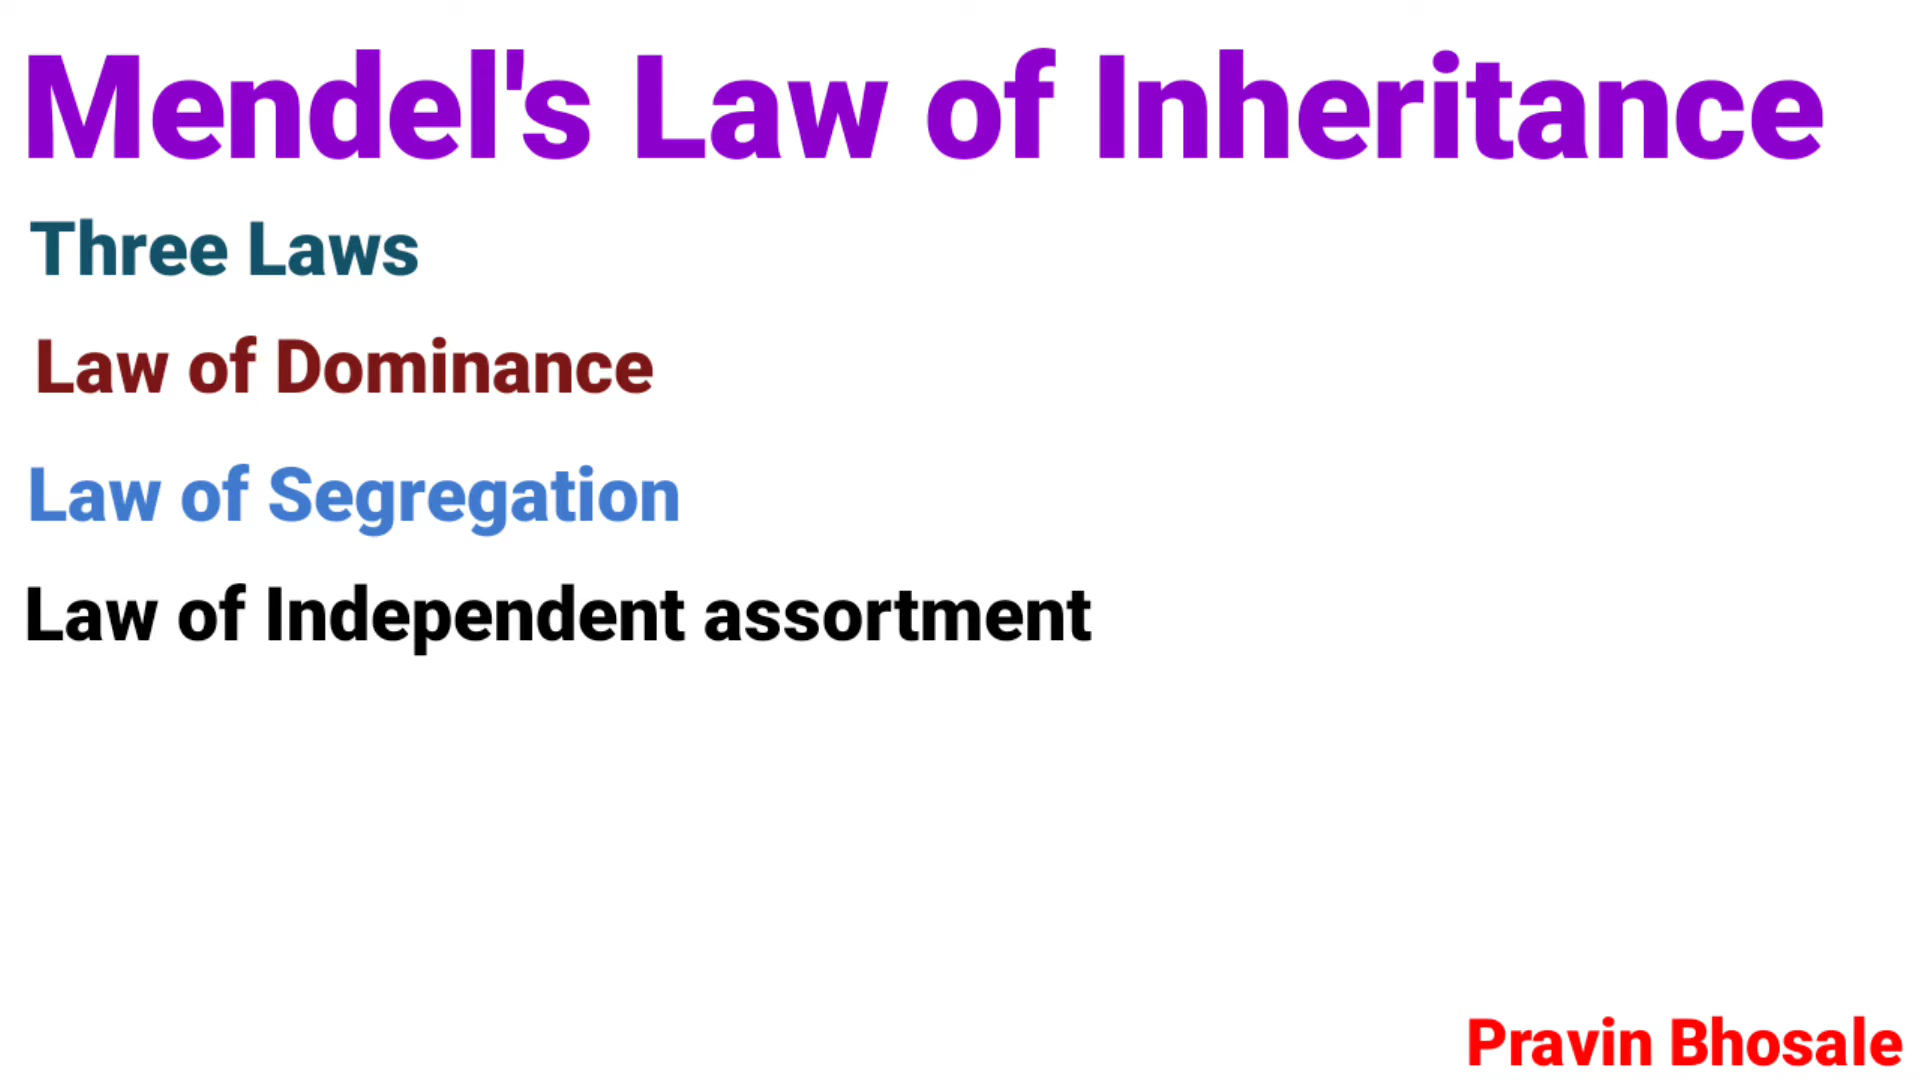 Mendel's Law of Inheritance
Three Laws
Law of Dominance
Law of Segregation
Law of Independent assortment
Pravin Bhosale